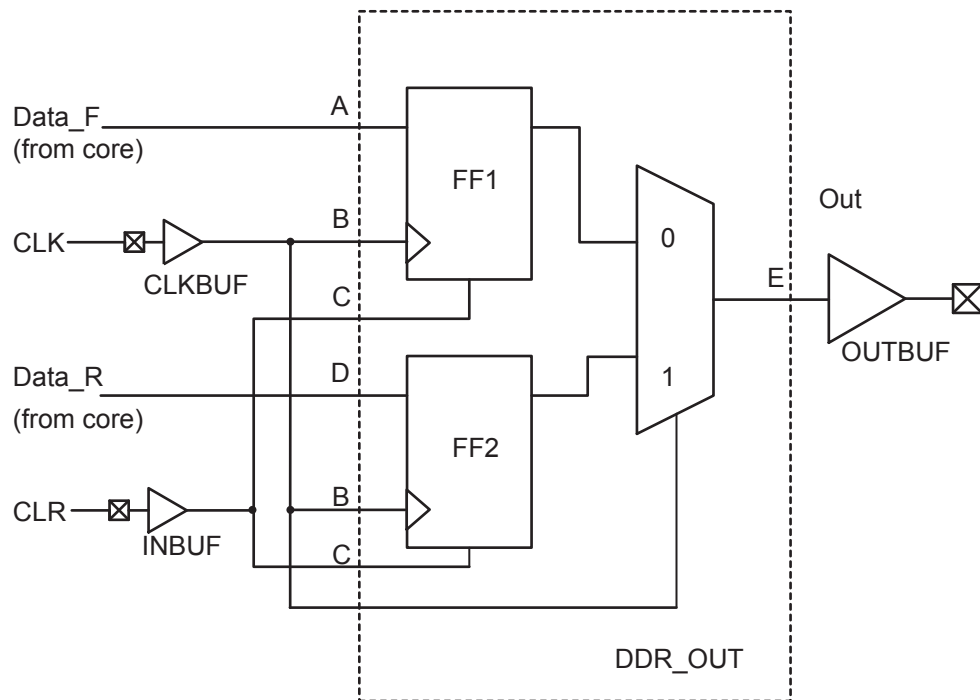 A
Data_F
(from core)
FF1
Out
B
0
CLK
CLKBUF
E
C
OUTBUF
Data_R
(from core)
D
1
FF2
B
CLR
INBUF
C
DDR_OUT